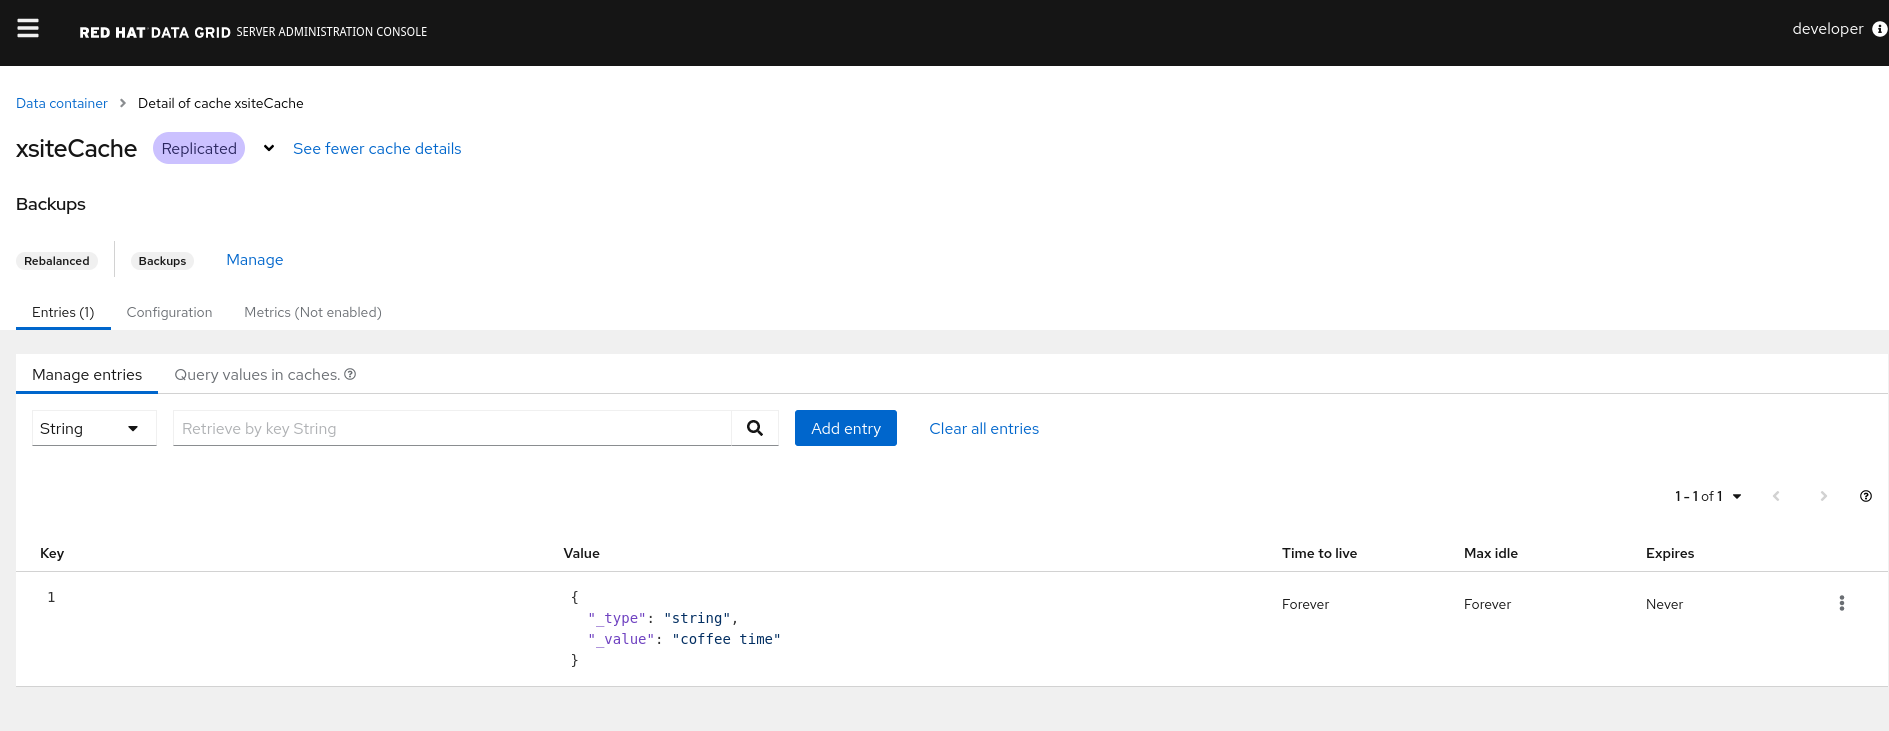 RED HAT DATA GRID SERVER ADMINISTRATION CONSOLE developer
Data container > Detail of cache xsiteCache
xsiteCache Replicated See fewer cache details
Backups
Rebalanced Backups Manage
Entries (1) Configuration Metrics (Not enabled)
Manage entries Query values in caches.
String Retrieve by key String Add entry Clear all entries
1 - 1 of 1
Key Value Time to live Max idle Expires
1 { Forever Forever Never
"_type": "string",
"_value": "coffee time"
}